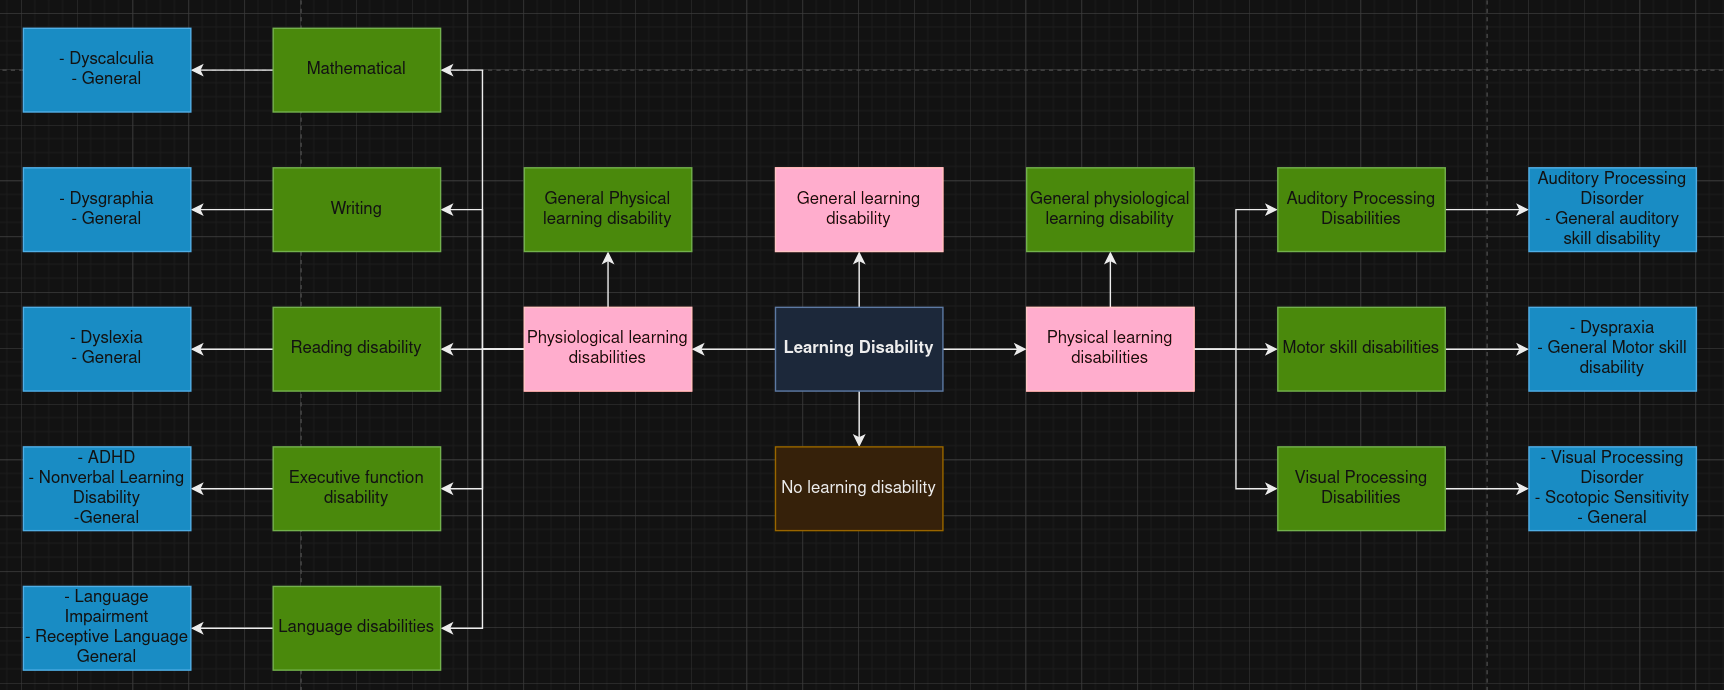 - Dyscalculia
- General
Mathematical
- Dysgraphia
- General
Writing
General Physical
learning disability
General learning
disability
General physiological
learning disability
Auditory Processing
Disabilities
Auditory Processing
Disorder
- General auditory
skill disability
- Dyslexia
- General
Reading disability
Physiological learning
disabilities
Learning Disability
Physical learning
disabilities
Motor skill disabilities
- Dyspraxia
- General Motor skill
disability
- ADHD
- Nonverbal Learning
Disability
-General
Executive function
disability
No learning disability
Visual Processing
Disabilities
- Visual Processing
Disorder
- Scotopic Sensitivity
- General
- Language
Impairment
- Receptive Language
General
Language disabilities